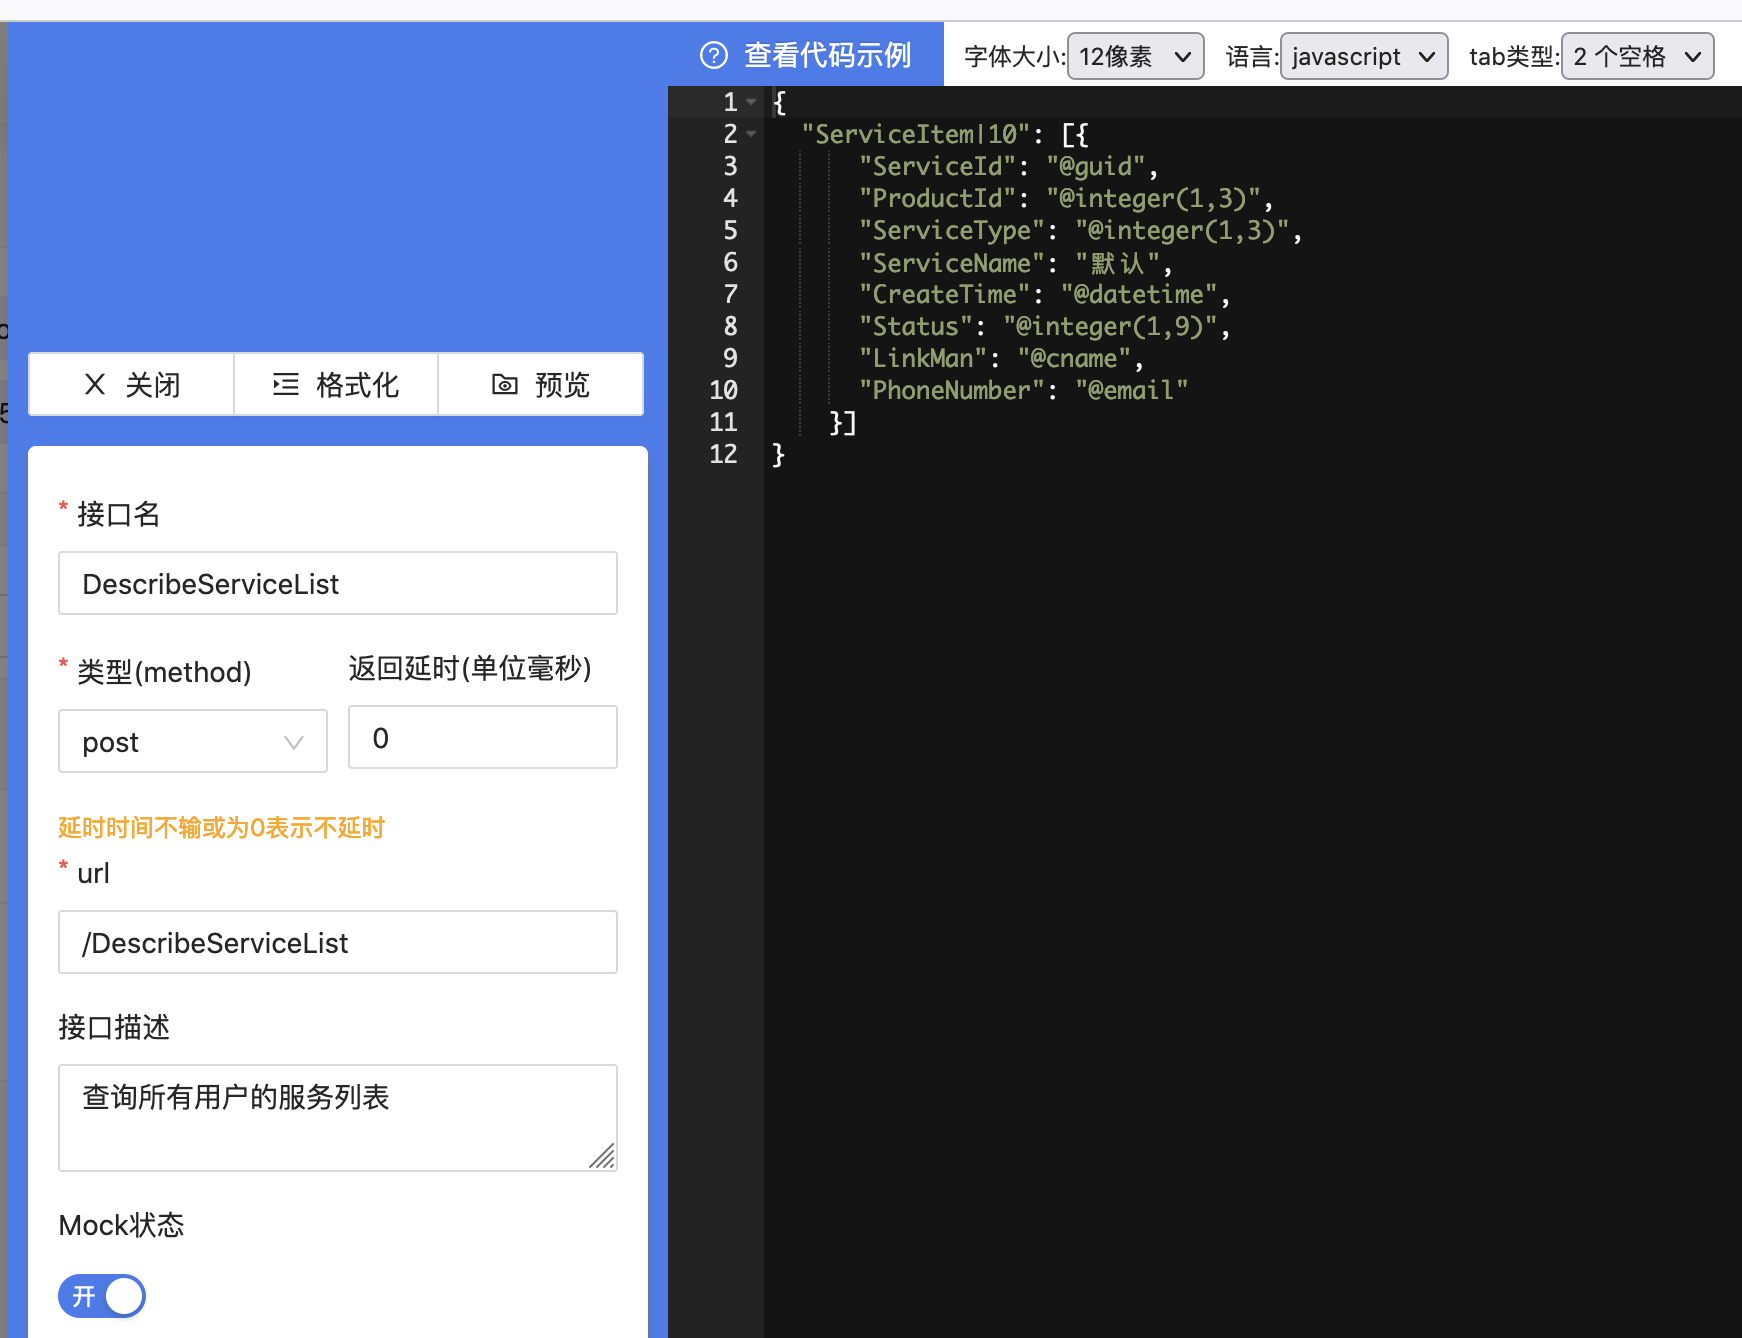 查看代码示例 字体大小: 12像素 语言: javascript tab类型: 2 个空格
关闭 格式化 预览
* 接口名
DescribeServiceList
* 类型(method) 返回延时(单位毫秒)
post 0
延时时间不输或为0表示不延时
* url
/DescribeServiceList
接口描述
查询所有用户的服务列表
Mock状态
开
1 {
2 "ServiceItem|10": [{
3 "ServiceId": "@guid",
4 "ProductId": "@integer(1,3)",
5 "ServiceType": "@integer(1,3)",
6 "ServiceName": "默认",
7 "CreateTime": "@datetime",
8 "Status": "@integer(1,9)",
9 "LinkMan": "@cname",
10 "PhoneNumber": "@email"
11 }]
12 }